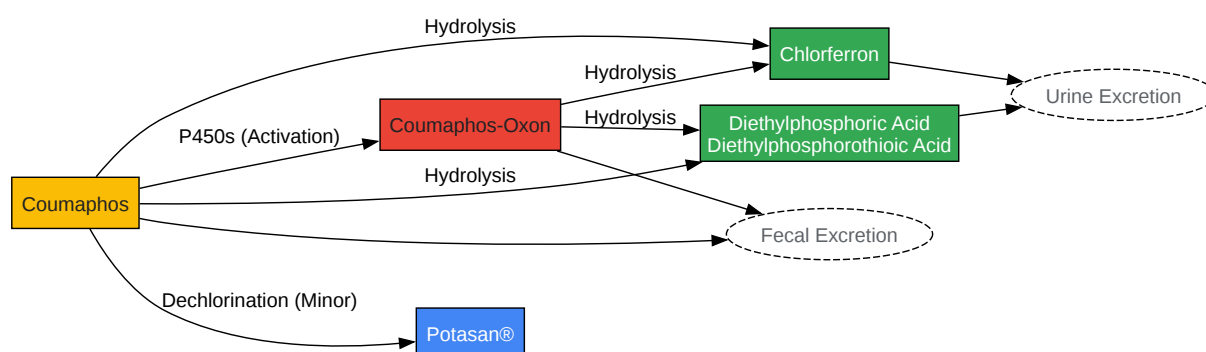 Hydrolysis
Chlorferron
Hydrolysis
Urine Excretion
P450s (Activation)
Coumaphos-Oxon
Hydrolysis
Diethylphosphoric Acid
Diethylphosphorothioic Acid
Hydrolysis
Coumaphos
Fecal Excretion
Dechlorination (Minor)
Potasan®